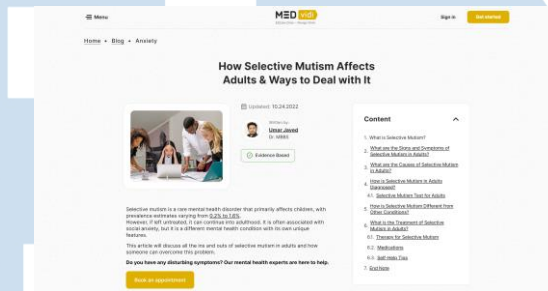 Menu
MED vidi
Sign in
Get started
Home • Blog • Anxiety
How Selective Mutism Affects
Adults & Ways to Deal with It
Updated: 10.24.2022
Written by:
Umar Javed
Dr. MBBS
Evidence Based
Content
1. What is Selective Mutism?
2. What are the Signs and Symptoms of
Selective Mutism in Adults?
3. What are the Causes of Selective Mutism
in Adults?
4. How is Selective Mutism in Adults
Diagnosed?
4.1. Selective Mutism Test for Adults
5. How is Selective Mutism Different from
Other Conditions?
6. What is the Treatment of Selective
Mutism in Adults?
6.1. Therapy for Selective Mutism
6.2. Medications
6.3. Self-Help Tips
7. End Note
Selective mutism is a rare mental health disorder that primarily affects children, with
prevalence estimates varying from 0.2% to 1.6%.
However, if left untreated, it can continue into adulthood. It is often associated with
social anxiety, but it is a different mental health condition with its own unique
features.
This article will discuss all the ins and outs of selective mutism in adults and how
someone can overcome this problem.
Do you have any disturbing symptoms? Our mental health experts are here to help.
Book an appointment